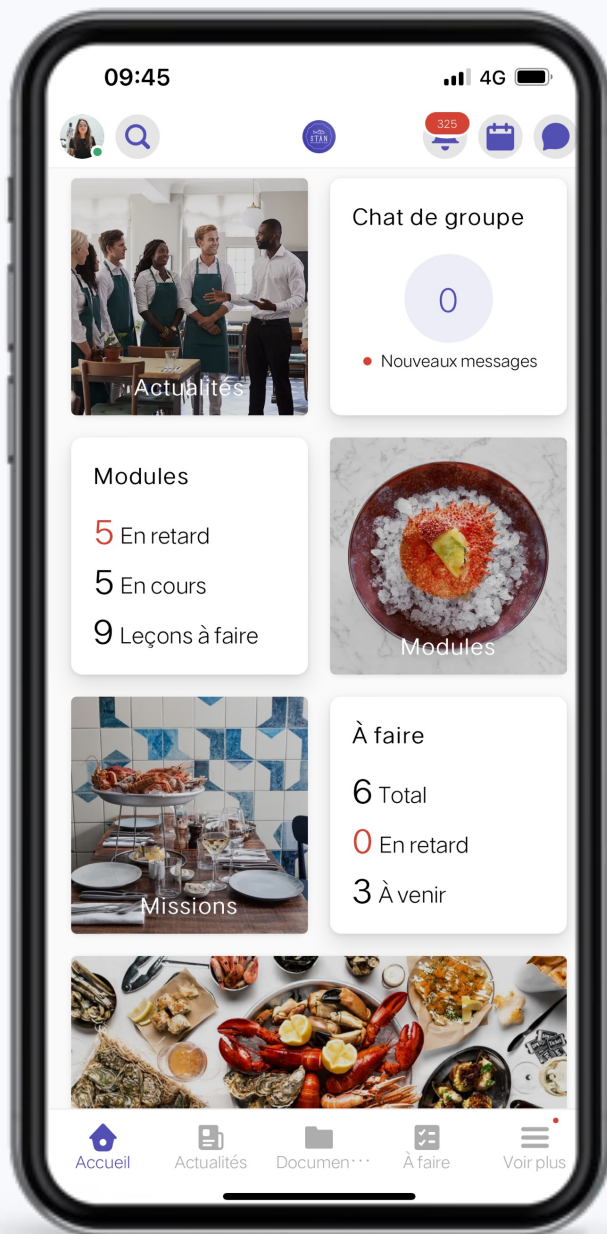 09:45
4G
325
STAN
Actualités
Chat de groupe
0
Nouveaux messages
Modules
5 En retard
5 En cours
9 Leçons à faire
Modules
Missions
À faire
6 Total
0 En retard
3 À venir
Accueil
Actualités
Documen···
À faire
Voir plus